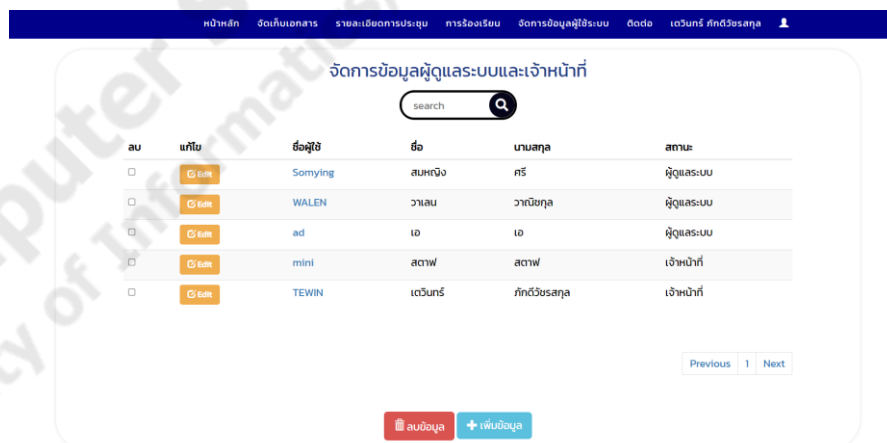 หน้าหลัก จัดเก็บเอกสาร รายละเอียดการประชุม การร้องเรียน จัดการข้อมูลผู้ใช้ระบบ ติดต่อ เตวินทร์ ภักดีวัชรสกุล
จัดการข้อมูลผู้ดูแลระบบและเจ้าหน้าที่
search
ลบ แก้ไข ชื่อผู้ใช้ ชื่อ นามสกุล สถานะ
Edit Somying สมหญิง ศรี ผู้ดูแลระบบ
Edit WALEN วาเลน วาณิชกุล ผู้ดูแลระบบ
Edit ad เอ เอ ผู้ดูแลระบบ
Edit mini สตาฟ สตาฟ เจ้าหน้าที่
Edit TEWIN เตวินทร์ ภักดีวัชรสกุล เจ้าหน้าที่
Previous 1 Next
ลบข้อมูล เพิ่มข้อมูล